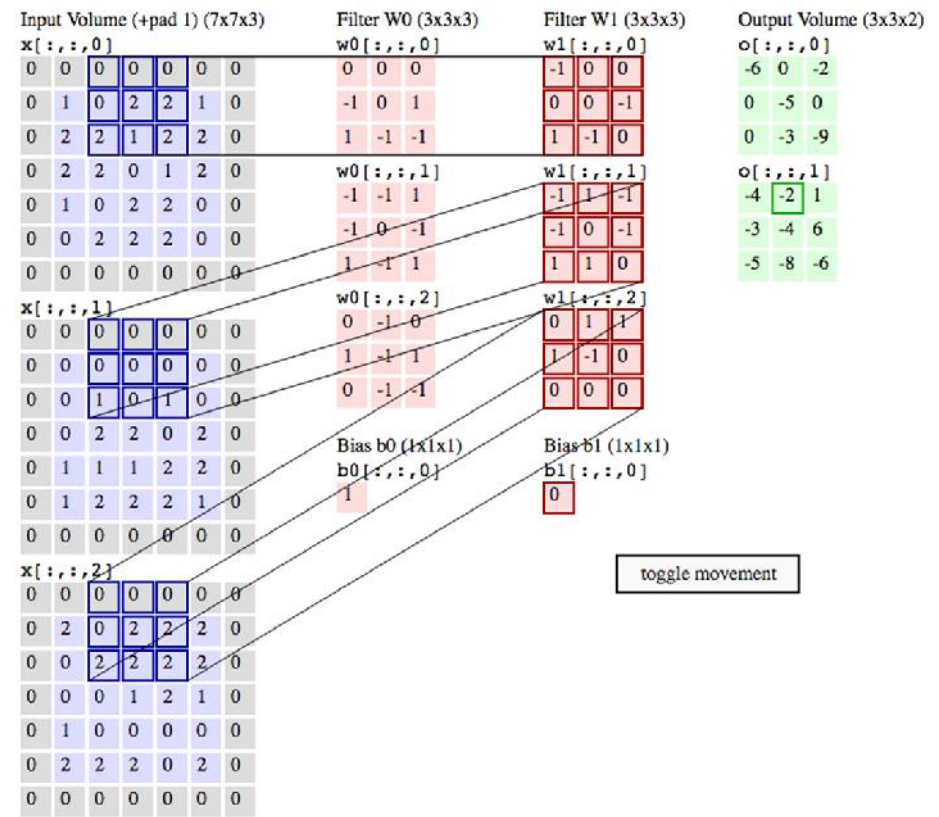 Input Volume (+pad 1) (7x7x3)
x[:,:,0]
0 0 0 0 0 0 0
0 1 0 2 2 1 0
0 2 2 1 2 2 0
0 2 2 0 1 2 0
0 1 0 2 2 0 0
0 0 2 2 2 0 0
0 0 0 0 0 0 0
x[:,:,1]
0 0 0 0 0 0 0
0 0 0 0 0 0 0
0 0 1 0 1 0 0
0 0 2 2 0 2 0
0 1 1 1 2 2 0
0 1 2 2 2 1 0
0 0 0 0 0 0 0
x[:,:,2]
0 0 0 0 0 0 0
0 2 0 2 2 2 0
0 0 2 2 2 2 0
0 0 0 1 2 1 0
0 1 0 0 0 0 0
0 2 2 2 0 2 0
0 0 0 0 0 0 0
Filter W0 (3x3x3)
w0[:,:,0]
0 0 0
-1 0 1
1 -1 -1
w0[:,:,1]
-1 -1 1
-1 0 -1
1 -1 1
w0[:,:,2]
0 -1 0
1 -1 1
0 -1 -1
Bias b0 (1x1x1)
b0[:,:,0]
1
Filter W1 (3x3x3)
w1[:,:,0]
-1 0 0
0 0 -1
1 -1 0
w1[:,:,1]
-1 1 -1
-1 0 -1
1 1 0
w1[:,:,2]
0 1 1
1 -1 0
0 0 0
Bias b1 (1x1x1)
b1[:,:,0]
0
Output Volume (3x3x2)
o[:,:,0]
-6 0 -2
0 -5 0
0 -3 -9
o[:,:,1]
-4 -2 1
-3 -4 6
-5 -8 -6
toggle movement